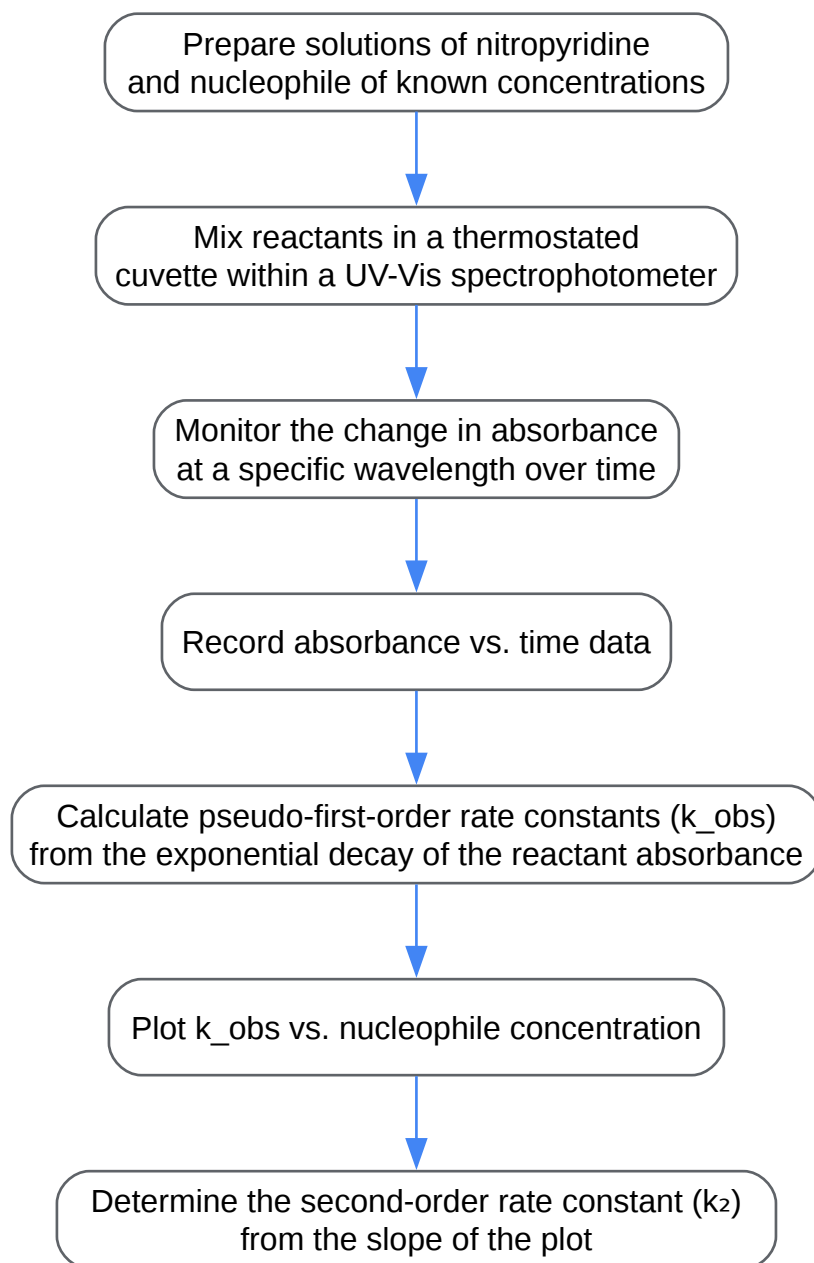 Prepare solutions of nitropyridine
and nucleophile of known concentrations
Mix reactants in a thermostated
cuvette within a UV-Vis spectrophotometer
Monitor the change in absorbance
at a specific wavelength over time
Record absorbance vs. time data
Calculate pseudo-first-order rate constants (k_obs)
from the exponential decay of the reactant absorbance
Plot k_obs vs. nucleophile concentration
Determine the second-order rate constant (k₂)
from the slope of the plot